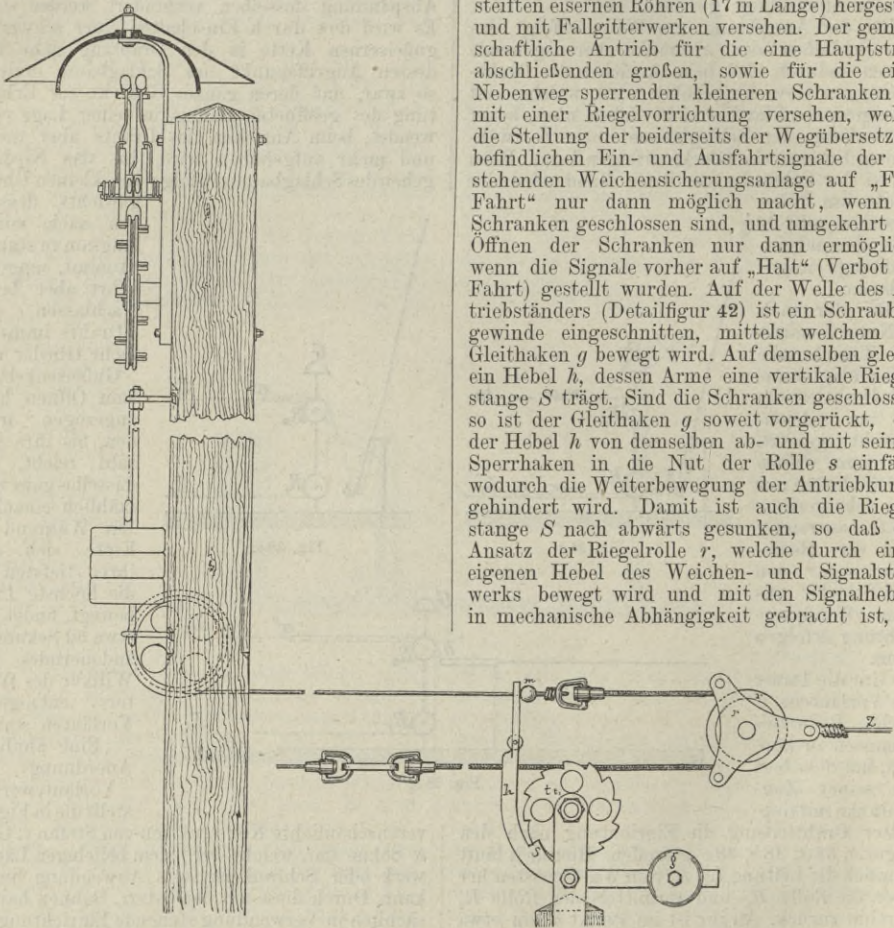 steiften eisernen Röhren (17 m Länge) herges
und mit Fallgitterwerken versehen. Der gem
schaftliche Antrieb für die eine Hauptstr
abschließenden großen, sowie für die ei
Nebenweg sperrenden kleineren Schranken
mit einer Riegelvorrichtung versehen, we
die Stellung der beiderseits der Wegübersetz
befindlichen Ein- und Ausfahrtsignale der
stehenden Weichensicherungsanlage auf „F
Fahrt“ nur dann möglich macht, wenn
Schranken geschlossen sind, und umgekehrt
Öffnen der Schranken nur dann ermögli
wenn die Signale vorher auf „Halt“ (Verbot
Fahrt) gestellt wurden. Auf der Welle des
triebständers (Detailfigur 42) ist ein Schraub
gewinde eingeschnitten, mittels welchem
Gleithaken g bewegt wird. Auf demselben gle
ein Hebel h, dessen Arme eine vertikale Rieg
stange S trägt. Sind die Schranken geschloss
so ist der Gleithaken g soweit vorgerückt,
der Hebel h von demselben ab- und mit sein
Sperrhaken in die Nut der Rolle s einfä
wodurch die Weiterbewegung der Antriebkur
gehindert wird. Damit ist auch die Rieg
stange S nach abwärts gesunken, so daß
Ansatz der Riegelrolle r, welche durch ein
eigenen Hebel des Weichen- und Signalst
werks bewegt wird und mit den Signalheb
in mechanische Abhängigkeit gebracht ist,
m
r
Z
h
t
S
g